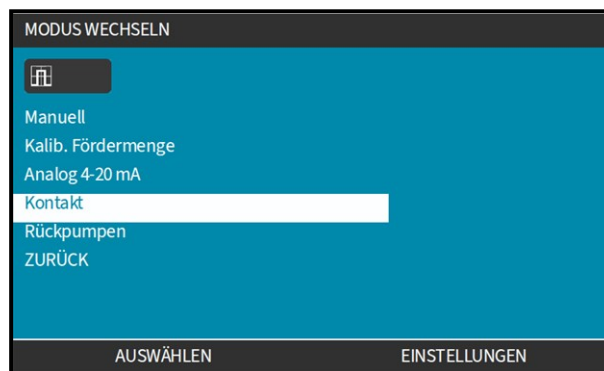 MODUS WECHSELN
Manuell
Kalib. Fördermenge
Analog 4-20 mA
Kontakt
Rückpumpen
ZURÜCK
AUSWÄHLEN EINSTELLUNGEN